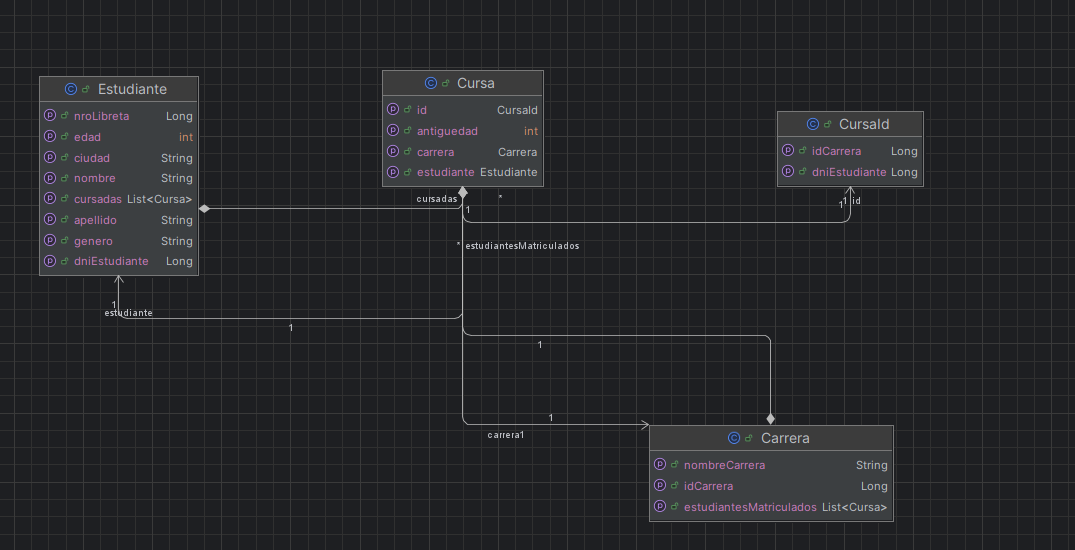 Estudiante
nroLibreta Long
edad int
ciudad String
nombre String
cursadas List<Cursa>
apellido String
genero String
dniEstudiante Long
Cursa
id CursaId
antiguedad int
carrera Carrera
estudiante Estudiante
CursaId
idCarrera Long
dniEstudiante Long
cursadas *
1
1 1 id
* estudiantesMatriculados
1
estudiante
1
1
1
carrera1
Carrera
nombreCarrera String
idCarrera Long
estudiantesMatriculados List<Cursa>